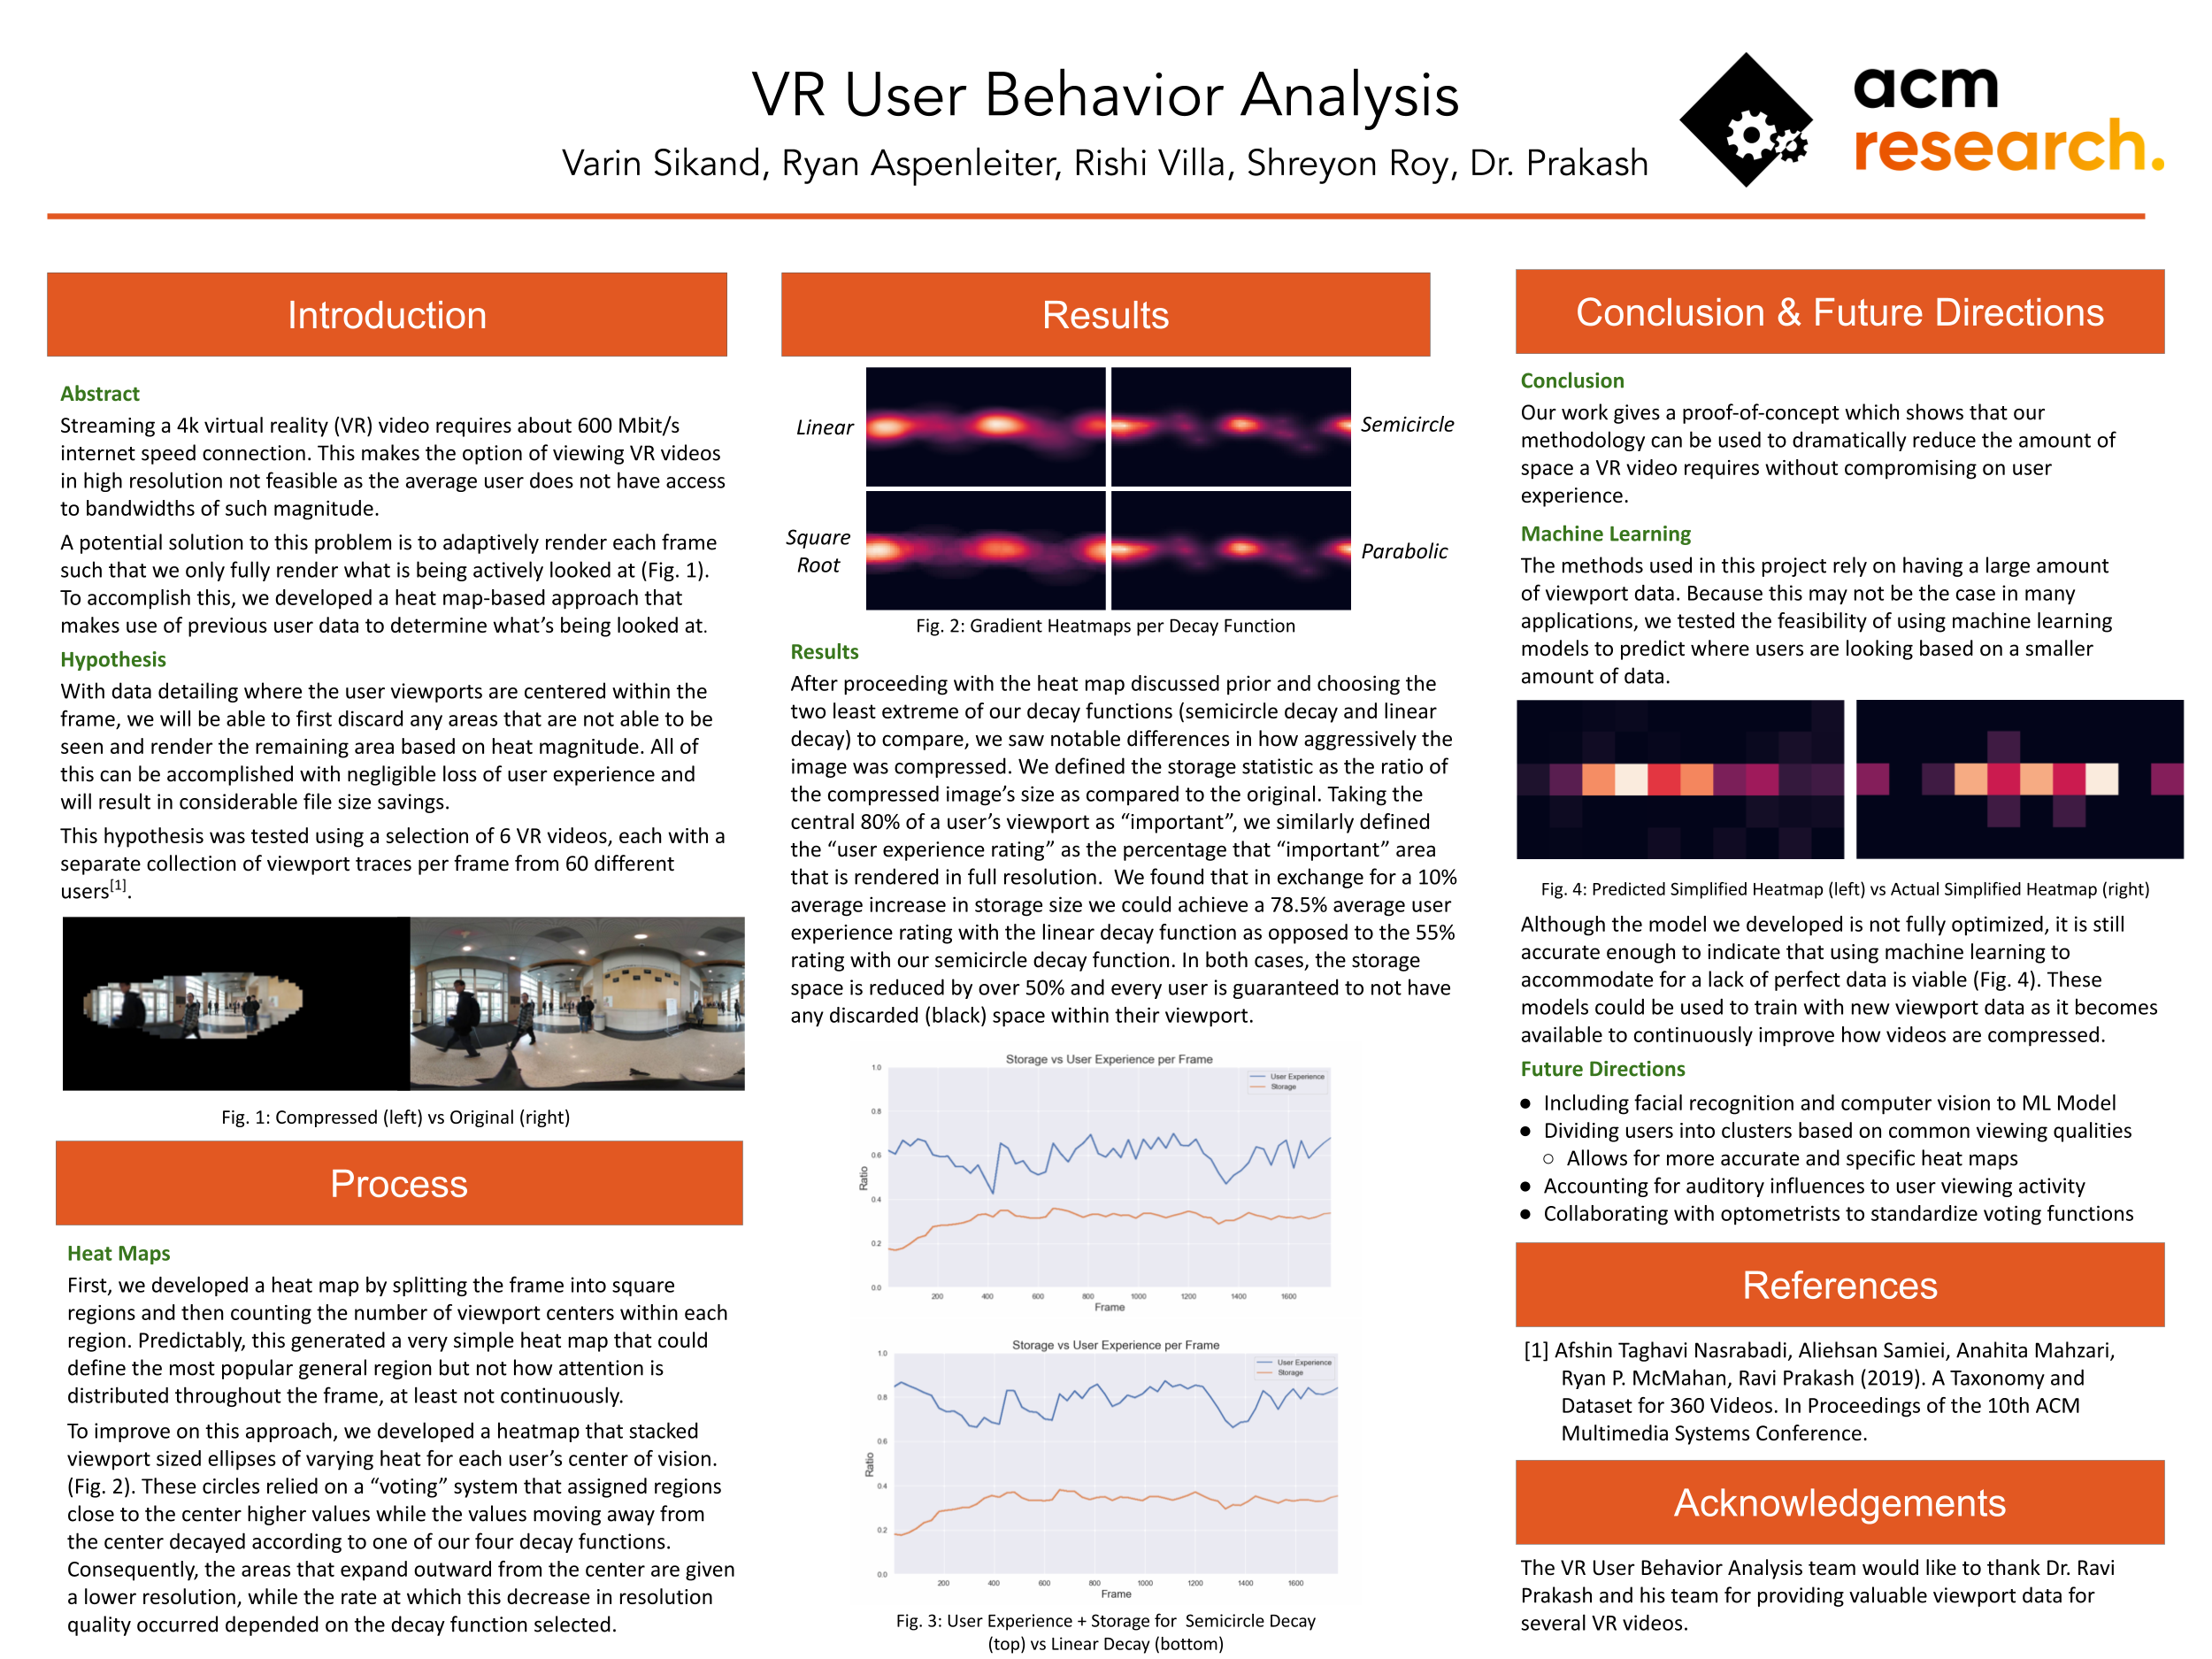 VR User Behavior Analysis
Varin Sikand, Ryan Aspenleiter, Rishi Villa, Shreyon Roy, Dr. Prakash
acm
research.
Introduction
Abstract
Streaming a 4k virtual reality (VR) video requires about 600 Mbit/s
internet speed connection. This makes the option of viewing VR videos
in high resolution not feasible as the average user does not have access
to bandwidths of such magnitude.
A potential solution to this problem is to adaptively render each frame
such that we only fully render what is being actively looked at (Fig. 1).
To accomplish this, we developed a heat map-based approach that
makes use of previous user data to determine what's being looked at.
Hypothesis
With data detailing where the user viewports are centered within the
frame, we will be able to first discard any areas that are not able to be
seen and render the remaining area based on heat magnitude. All of
this can be accomplished with negligible loss of user experience and
will result in considerable file size savings.
This hypothesis was tested using a selection of 6 VR videos, each with a
separate collection of viewport traces per frame from 60 different
users[1].
Fig. 1: Compressed (left) vs Original (right)
Process
Heat Maps
First, we developed a heat map by splitting the frame into square
regions and then counting the number of viewport centers within each
region. Predictably, this generated a very simple heat map that could
define the most popular general region but not how attention is
distributed throughout the frame, at least not continuously.
To improve on this approach, we developed a heatmap that stacked
viewport sized ellipses of varying heat for each user's center of vision.
(Fig. 2). These circles relied on a “voting” system that assigned regions
close to the center higher values while the values moving away from
the center decayed according to one of our four decay functions.
Consequently, the areas that expand outward from the center are given
a lower resolution, while the rate at which this decrease in resolution
quality occurred depended on the decay function selected.
Results
Linear
Semicircle
Square
Root
Parabolic
Fig. 2: Gradient Heatmaps per Decay Function
Results
After proceeding with the heat map discussed prior and choosing the
two least extreme of our decay functions (semicircle decay and linear
decay) to compare, we saw notable differences in how aggressively the
image was compressed. We defined the storage statistic as the ratio of
the compressed image's size as compared to the original. Taking the
central 80% of a user's viewport as “important”, we similarly defined
the “user experience rating” as the percentage that “important” area
that is rendered in full resolution. We found that in exchange for a 10%
average increase in storage size we could achieve a 78.5% average user
experience rating with the linear decay function as opposed to the 55%
rating with our semicircle decay function. In both cases, the storage
space is reduced by over 50% and every user is guaranteed to not have
any discarded (black) space within their viewport.
Storage vs User Experience per Frame
User Experience
Storage
Ratio
1.0
0.8
0.6
0.4
0.2
0.0
200 400 600 800 1000 1200 1400 1600
Frame
Storage vs User Experience per Frame
User Experience
Storage
Ratio
1.0
0.8
0.6
0.4
0.2
0.0
200 400 600 800 1000 1200 1400 1600
Frame
Fig. 3: User Experience + Storage for Semicircle Decay
(top) vs Linear Decay (bottom)
Conclusion & Future Directions
Conclusion
Our work gives a proof-of-concept which shows that our
methodology can be used to dramatically reduce the amount of
space a VR video requires without compromising on user
experience.
Machine Learning
The methods used in this project rely on having a large amount
of viewport data. Because this may not be the case in many
applications, we tested the feasibility of using machine learning
models to predict where users are looking based on a smaller
amount of data.
Fig. 4: Predicted Simplified Heatmap (left) vs Actual Simplified Heatmap (right)
Although the model we developed is not fully optimized, it is still
accurate enough to indicate that using machine learning to
accommodate for a lack of perfect data is viable (Fig. 4). These
models could be used to train with new viewport data as it becomes
available to continuously improve how videos are compressed.
Future Directions
● Including facial recognition and computer vision to ML Model
● Dividing users into clusters based on common viewing qualities
○ Allows for more accurate and specific heat maps
● Accounting for auditory influences to user viewing activity
● Collaborating with optometrists to standardize voting functions
References
[1] Afshin Taghavi Nasrabadi, Aliehsan Samiei, Anahita Mahzari,
Ryan P. McMahan, Ravi Prakash (2019). A Taxonomy and
Dataset for 360 Videos. In Proceedings of the 10th ACM
Multimedia Systems Conference.
Acknowledgements
The VR User Behavior Analysis team would like to thank Dr. Ravi
Prakash and his team for providing valuable viewport data for
several VR videos.